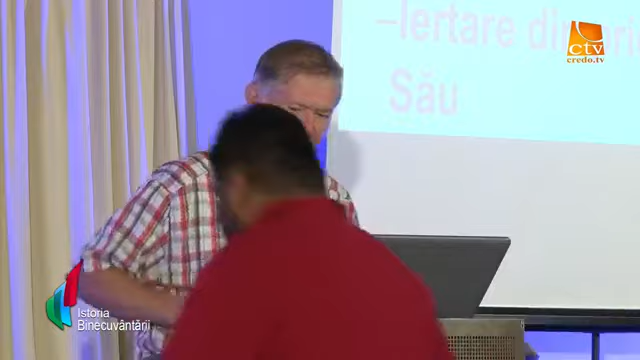 –Iertare din
Său
ctv
credo.tv
Istoria
Binecuvântării